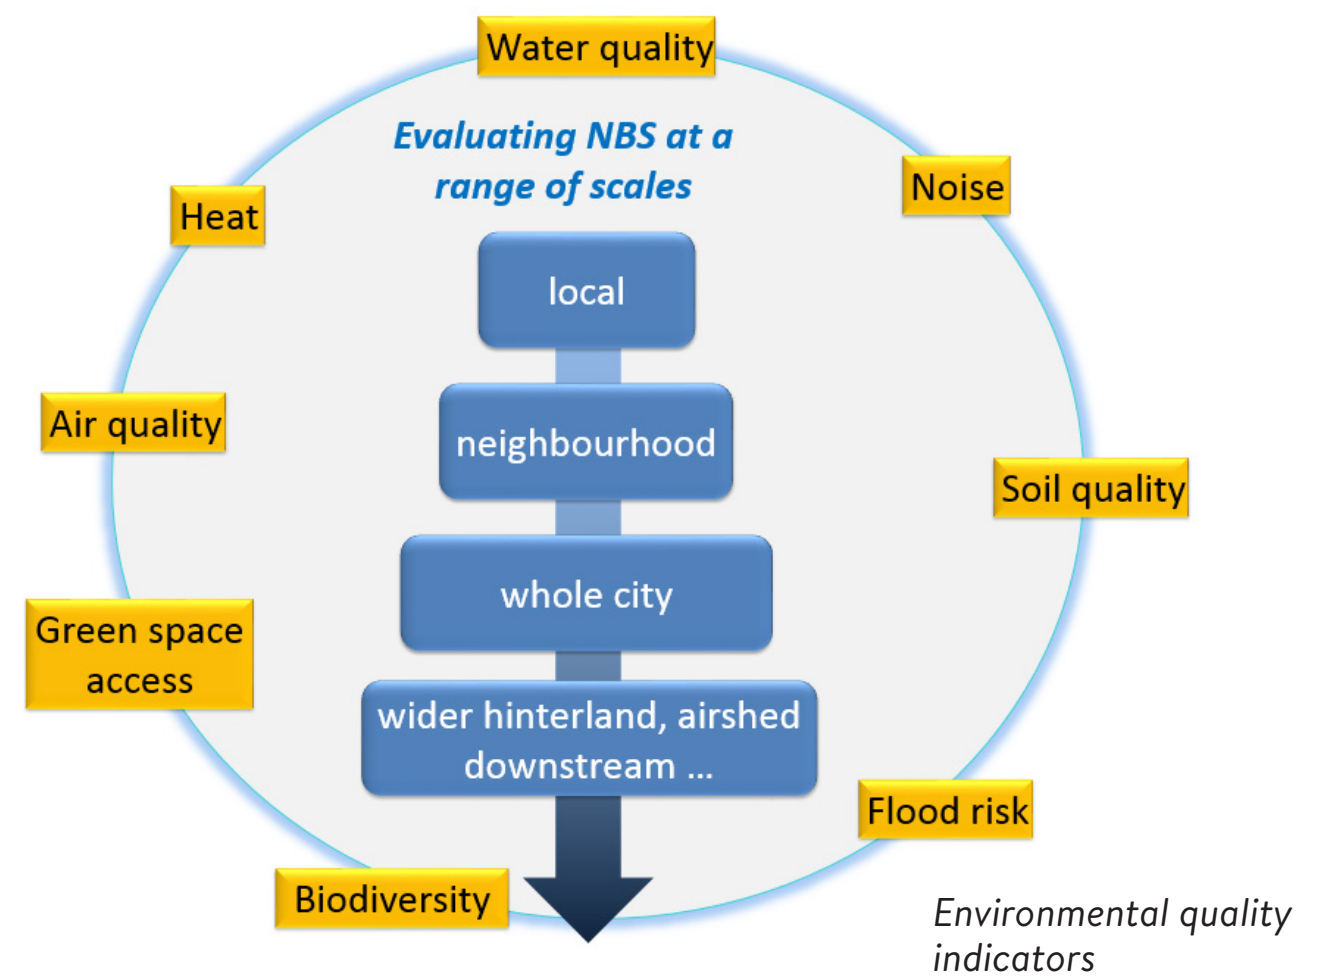 Water quality
Evaluating NBS at a
range of scales
Noise
Heat
local
Air quality
neighbourhood
Soil quality
whole city
Green space
access
wider hinterland, airshed
downstream ...
Flood risk
Biodiversity
Environmental quality
indicators